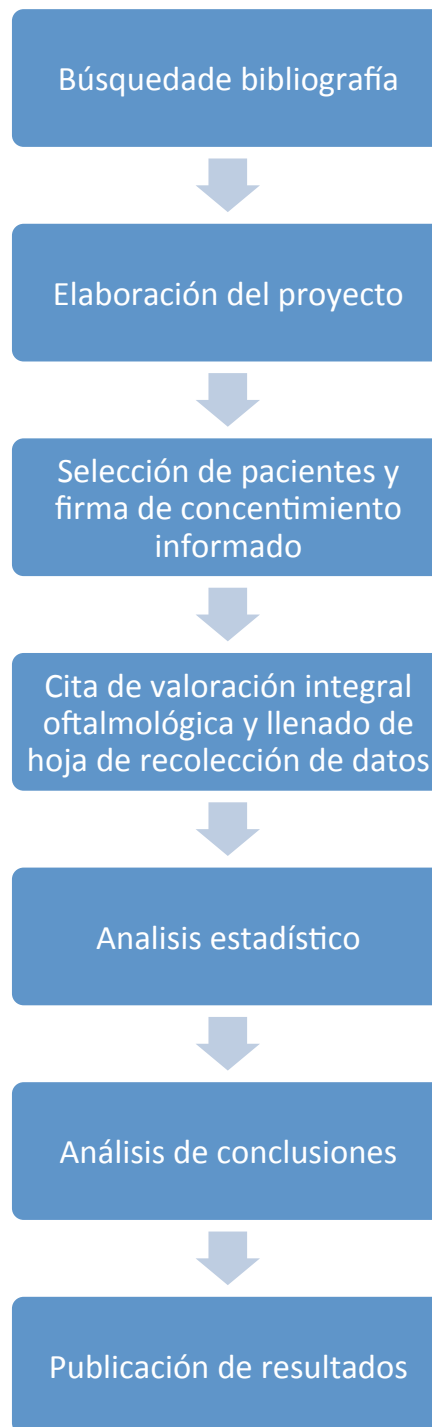 Búsquedade bibliografía
Elaboración del proyecto
Selección de pacientes y
firma de concentimiento
informado
Cita de valoración integral
oftalmológica y llenado de
hoja de recolección de datos
Analisis estadístico
Análisis de conclusiones
Publicación de resultados